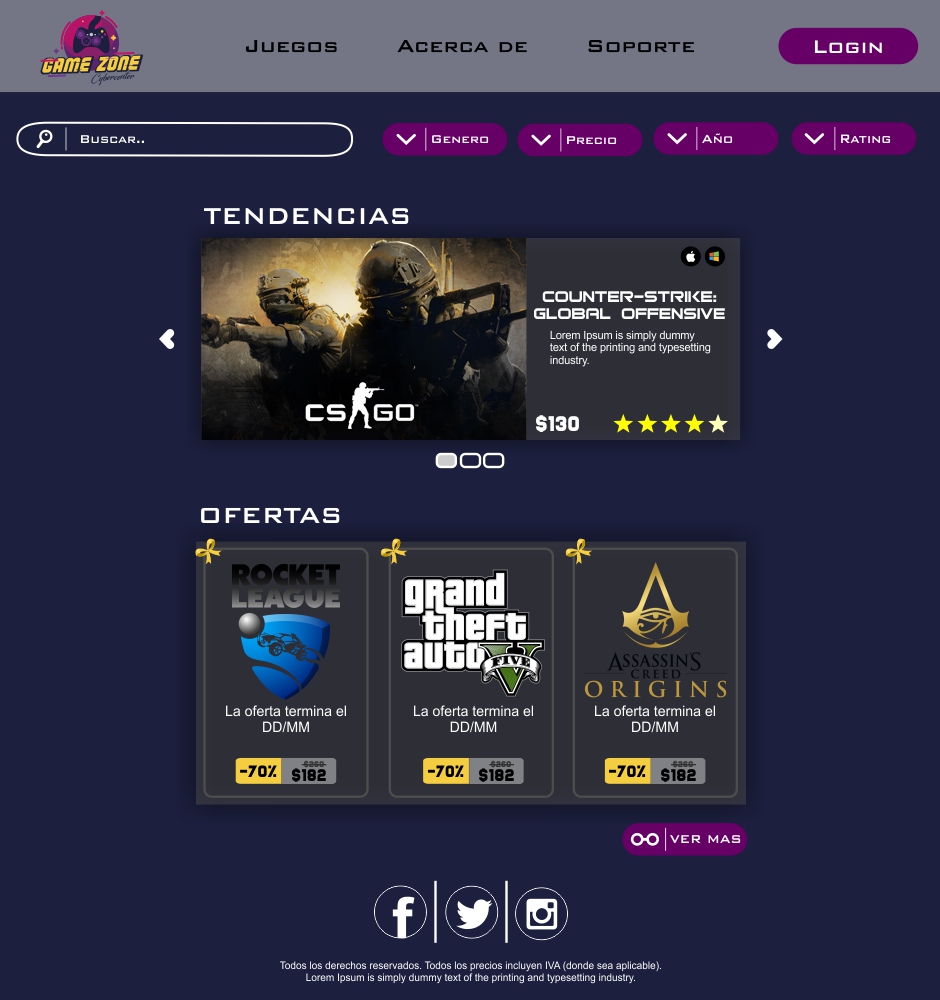 GAME ZONE
Cybercenter
Juegos
Acerca de
Soporte
Login
Buscar..
Genero
Precio
Año
Rating
TENDENCIAS
CS GO
COUNTER-STRIKE:
GLOBAL OFFENSIVE
Lorem Ipsum is simply dummy
text of the printing and typesetting
industry.
$130
OFERTAS
ROCKET
LEAGUE
La oferta termina el
DD/MM
-70%
$260
$182
grand
theft
auto
V
FIVE
La oferta termina el
DD/MM
-70%
$260
$182
ASSASSIN'S
CREED
ORIGINS
La oferta termina el
DD/MM
-70%
$260
$182
VER MAS
Todos los derechos reservados. Todos los precios incluyen IVA (donde sea aplicable).
Lorem Ipsum is simply dummy text of the printing and typesetting industry.